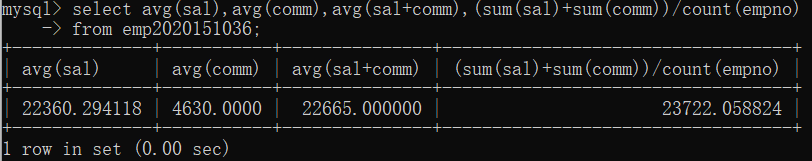 mysql> select avg(sal),avg(comm),avg(sal+comm),(sum(sal)+sum(comm))/count(empno)
-> from emp2020151036;
+--------------+-----------+---------------+-----------------------------------+
| avg(sal) | avg(comm) | avg(sal+comm) | (sum(sal)+sum(comm))/count(empno) |
+--------------+-----------+---------------+-----------------------------------+
| 22360.294118 | 4630.0000 | 22665.000000 | 23722.058824 |
+--------------+-----------+---------------+-----------------------------------+
1 row in set (0.00 sec)